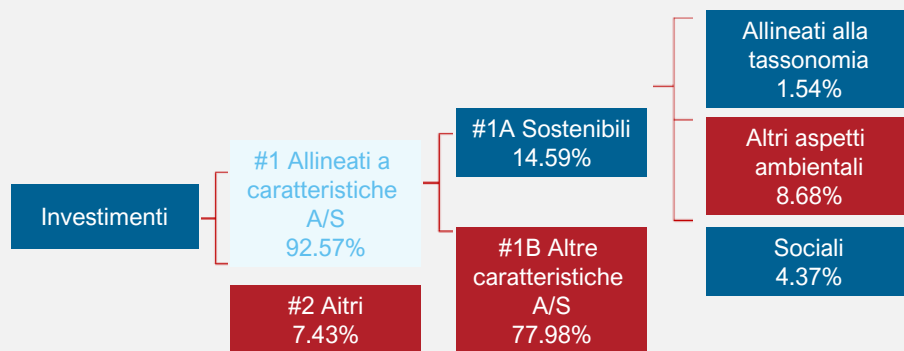 Investimenti
#1 Allineati a
caratteristiche
A/S
92.57%
#2 Aitri
7.43%
#1A Sostenibili
14.59%
#1B Altre
caratteristiche
A/S
77.98%
Allineati alla
tassonomia
1.54%
Altri aspetti
ambientali
8.68%
Sociali
4.37%